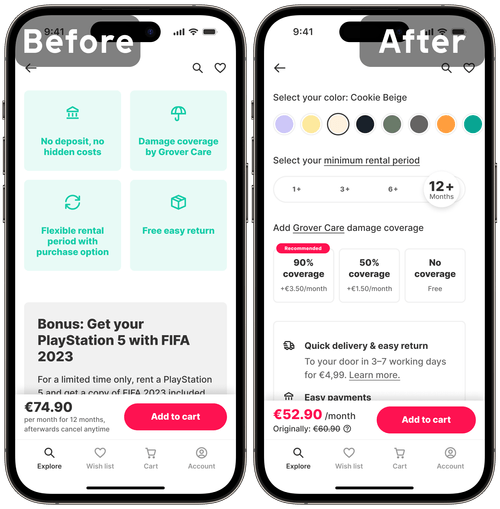 Before
9:41
No deposit, no
hidden costs
Damage coverage
by Grover Care
Flexible rental
period with
purchase option
Free easy return
Bonus: Get your
PlayStation 5 with FIFA
2023
For a limited time only, rent a PlayStation
5 and get a copy of FIFA 2023 included
€74.90
per month for 12 months,
afterwards cancel anytime
Add to cart
Explore
Wish list
Cart
Account
After
9:41
Select your color: Cookie Beige
Select your minimum rental period
1+
3+
6+
12+
Months
Add Grover Care damage coverage
Recommended
90%
coverage
+€3.50/month
50%
coverage
+€1.50/month
No
coverage
Free
Quick delivery & easy return
To your door in 3–7 working days
for €4,99. Learn more.
Easy payments
€52.90 /month
Originally: €60.90
Add to cart
Explore
Wish list
Cart
Account